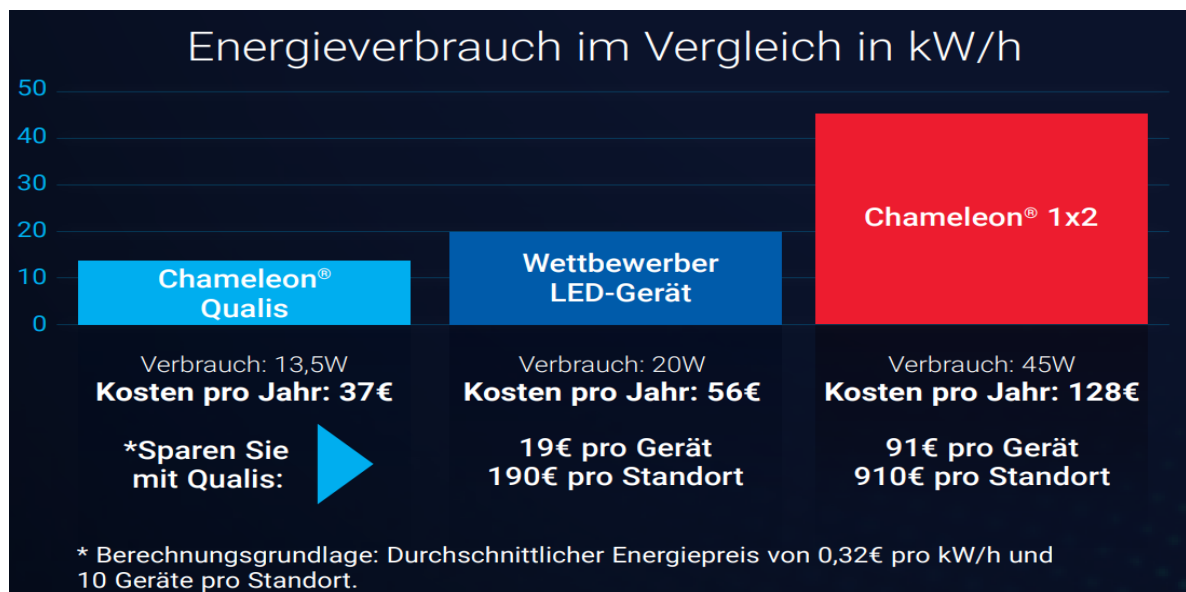 Energieverbrauch im Vergleich in kW/h
50
40
30
20
10
0
Chameleon®
Qualis
Wettbewerber
LED-Gerät
Chameleon® 1x2
Verbrauch: 13,5W
Kosten pro Jahr: 37€
Verbrauch: 20W
Kosten pro Jahr: 56€
Verbrauch: 45W
Kosten pro Jahr: 128€
*Sparen Sie
mit Qualis:
19€ pro Gerät
190€ pro Standort
91€ pro Gerät
910€ pro Standort
* Berechnungsgrundlage: Durchschnittlicher Energiepreis von 0,32€ pro kW/h und
10 Geräte pro Standort.